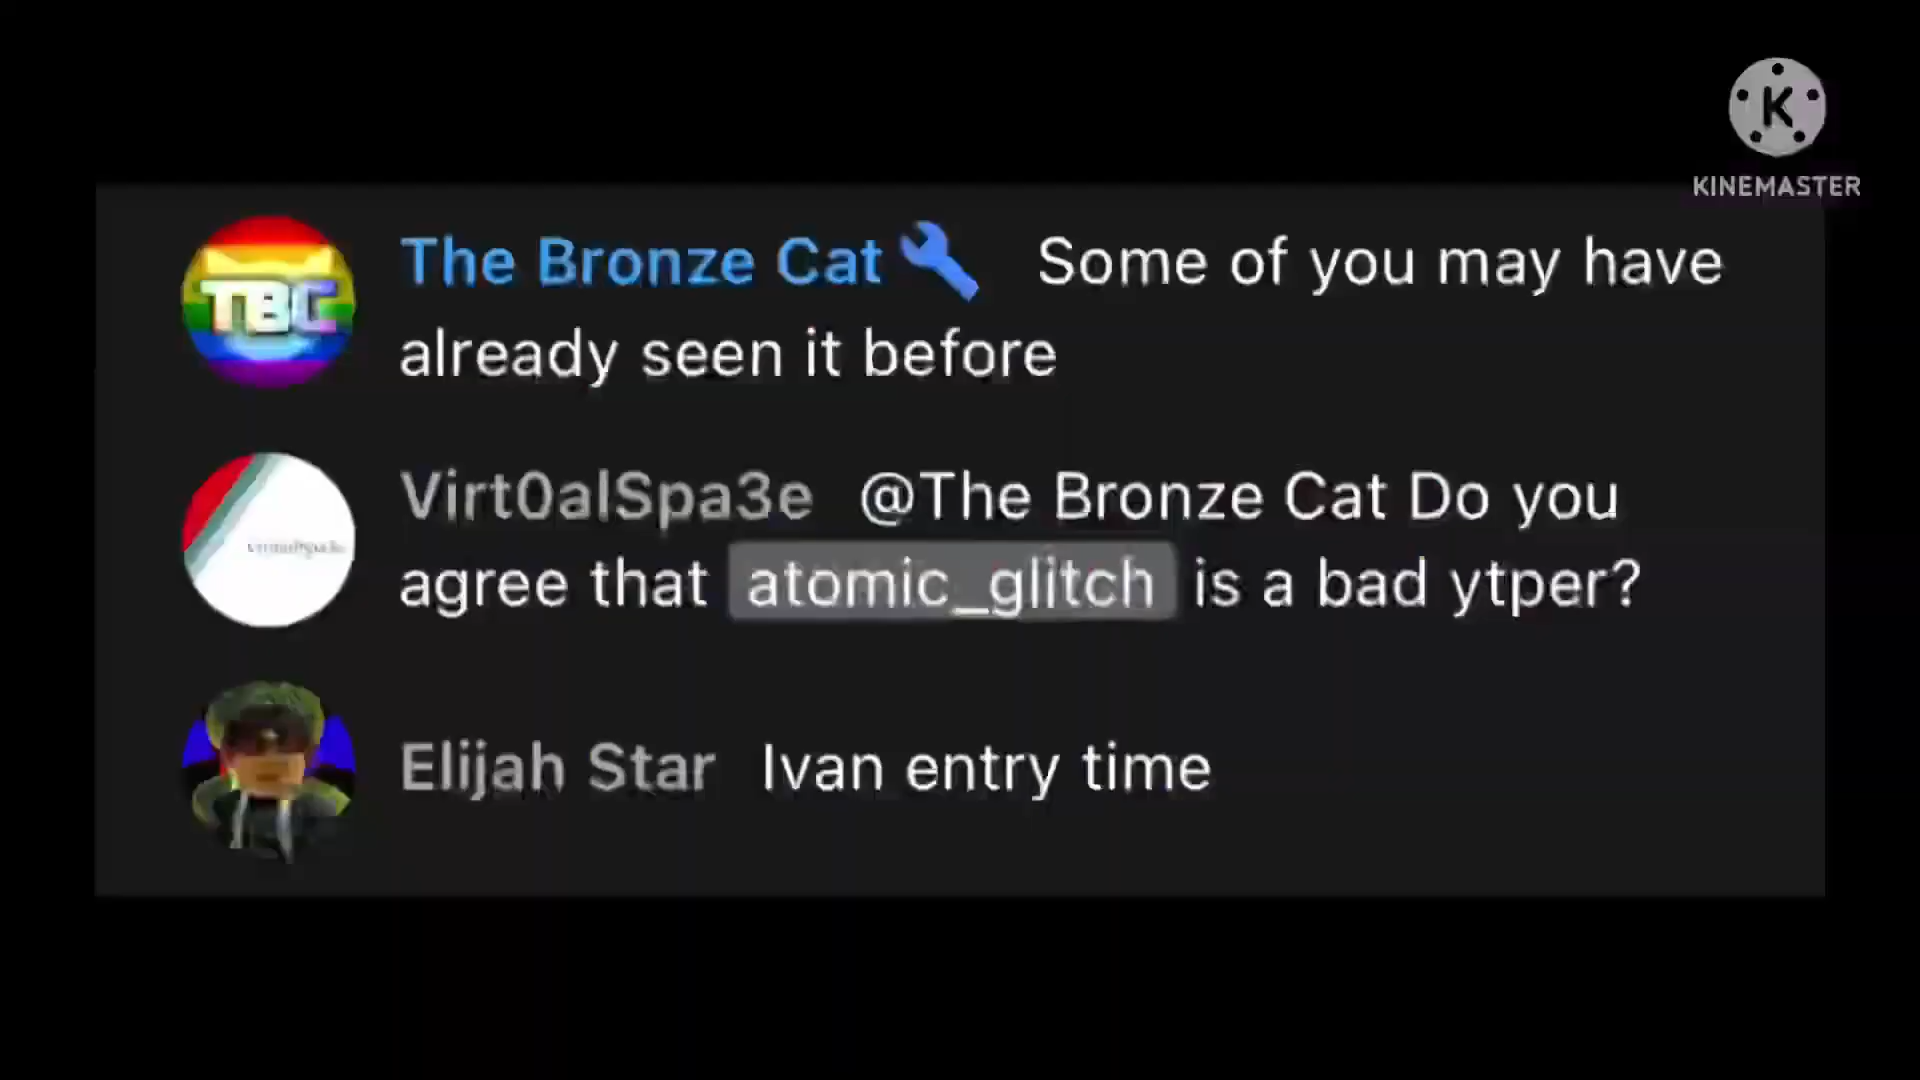 KINEMASTER
TBC
The Bronze Cat Some of you may have
already seen it before
Virt0alSpa3e @The Bronze Cat Do you
agree that atomic_glitch is a bad ytper?
Elijah Star Ivan entry time